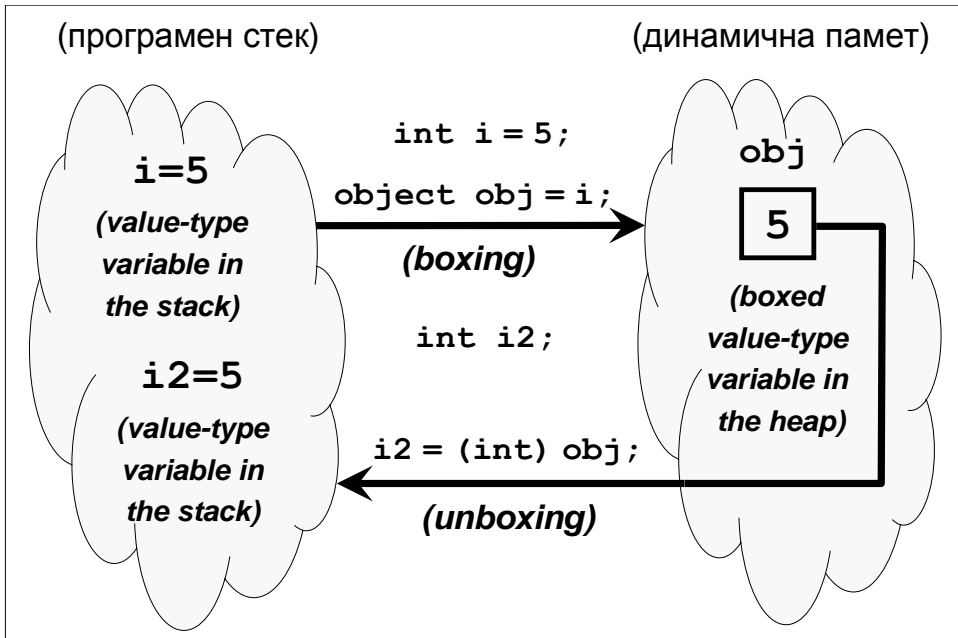 (програмен стек)
(динамична памет)
int i = 5;
i=5
obj
object obj = i;
5
(value-type
variable in
the stack)
(boxing)
(boxed
value-type
variable in
the heap)
int i2;
i2=5
(value-type
variable in
the stack)
i2 = (int) obj;
(unboxing)